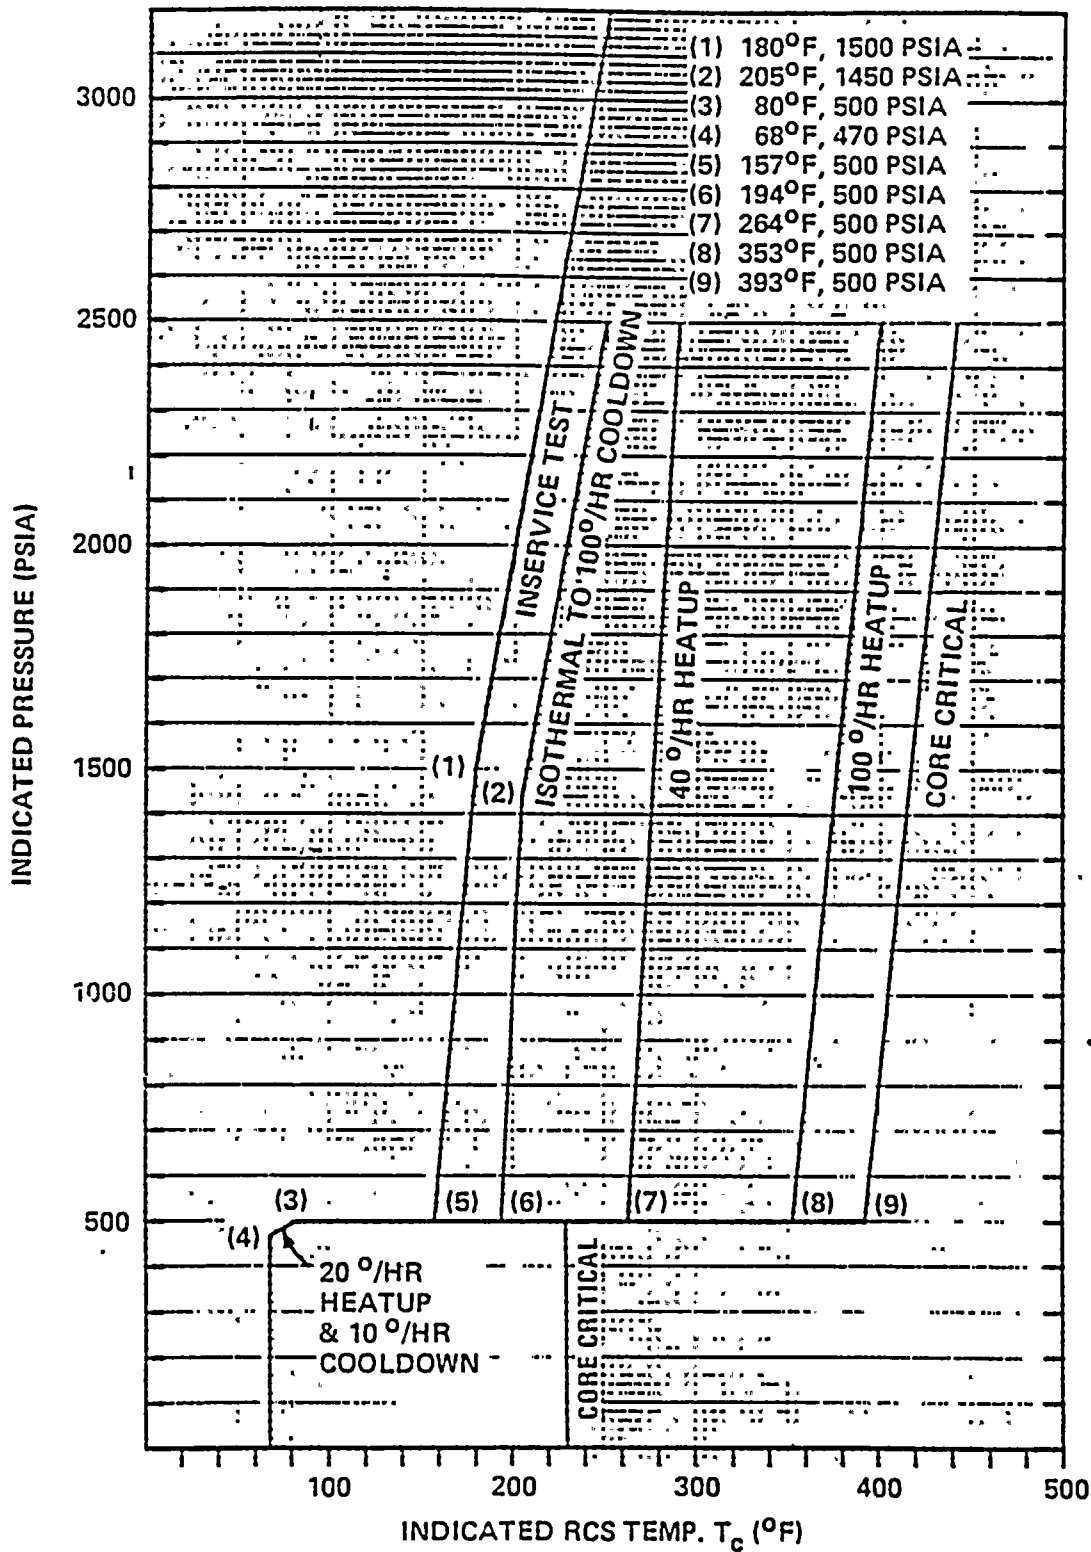 (1) 180°F, 1500 PSIA
(2) 205°F, 1450 PSIA
(3) 80°F, 500 PSIA
(4) 68°F, 470 PSIA
(5) 157°F, 500 PSIA
(6) 194°F, 500 PSIA
(7) 264°F, 500 PSIA
(8) 353°F, 500 PSIA
(9) 393°F, 500 PSIA
3000
2500
2000
1500
1000
500
INDICATED PRESSURE (PSIA)
INSERVICE TEST
ISOTHERMAL TO 100°/HR COOLDOWN
40°/HR HEATUP
100°/HR HEATUP
CORE CRITICAL
(1)
(2)
(3)
(4)
(5)
(6)
(7)
(8)
(9)
20°/HR
HEATUP
& 10°/HR
COOLDOWN
CORE CRITICAL
100
200
300
400
500
INDICATED RCS TEMP. Tc (°F)